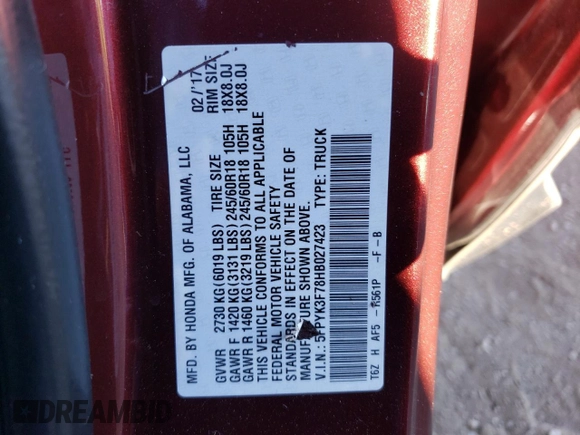 MFD. BY HONDA MFG. OF ALABAMA, LLC 02/'17
TIRE SIZE RIM SIZE
GVWR 2730 KG(6019 LBS)
GAWR F 1420 KG(3131 LBS) 245/60R18 105H 18X8.0J
GAWR R 1460 KG(3219 LBS) 245/60R18 105H 18X8.0J
THIS VEHICLE CONFORMS TO ALL APPLICABLE
FEDERAL MOTOR VEHICLE SAFETY
STANDARDS IN EFFECT ON THE DATE OF
MANUFACTURE SHOWN ABOVE.
V.I.N.: 5FPYK3F78HB027423 TYPE: TRUCK
T6Z H AF5 -R561P -F-B
DREAMBID